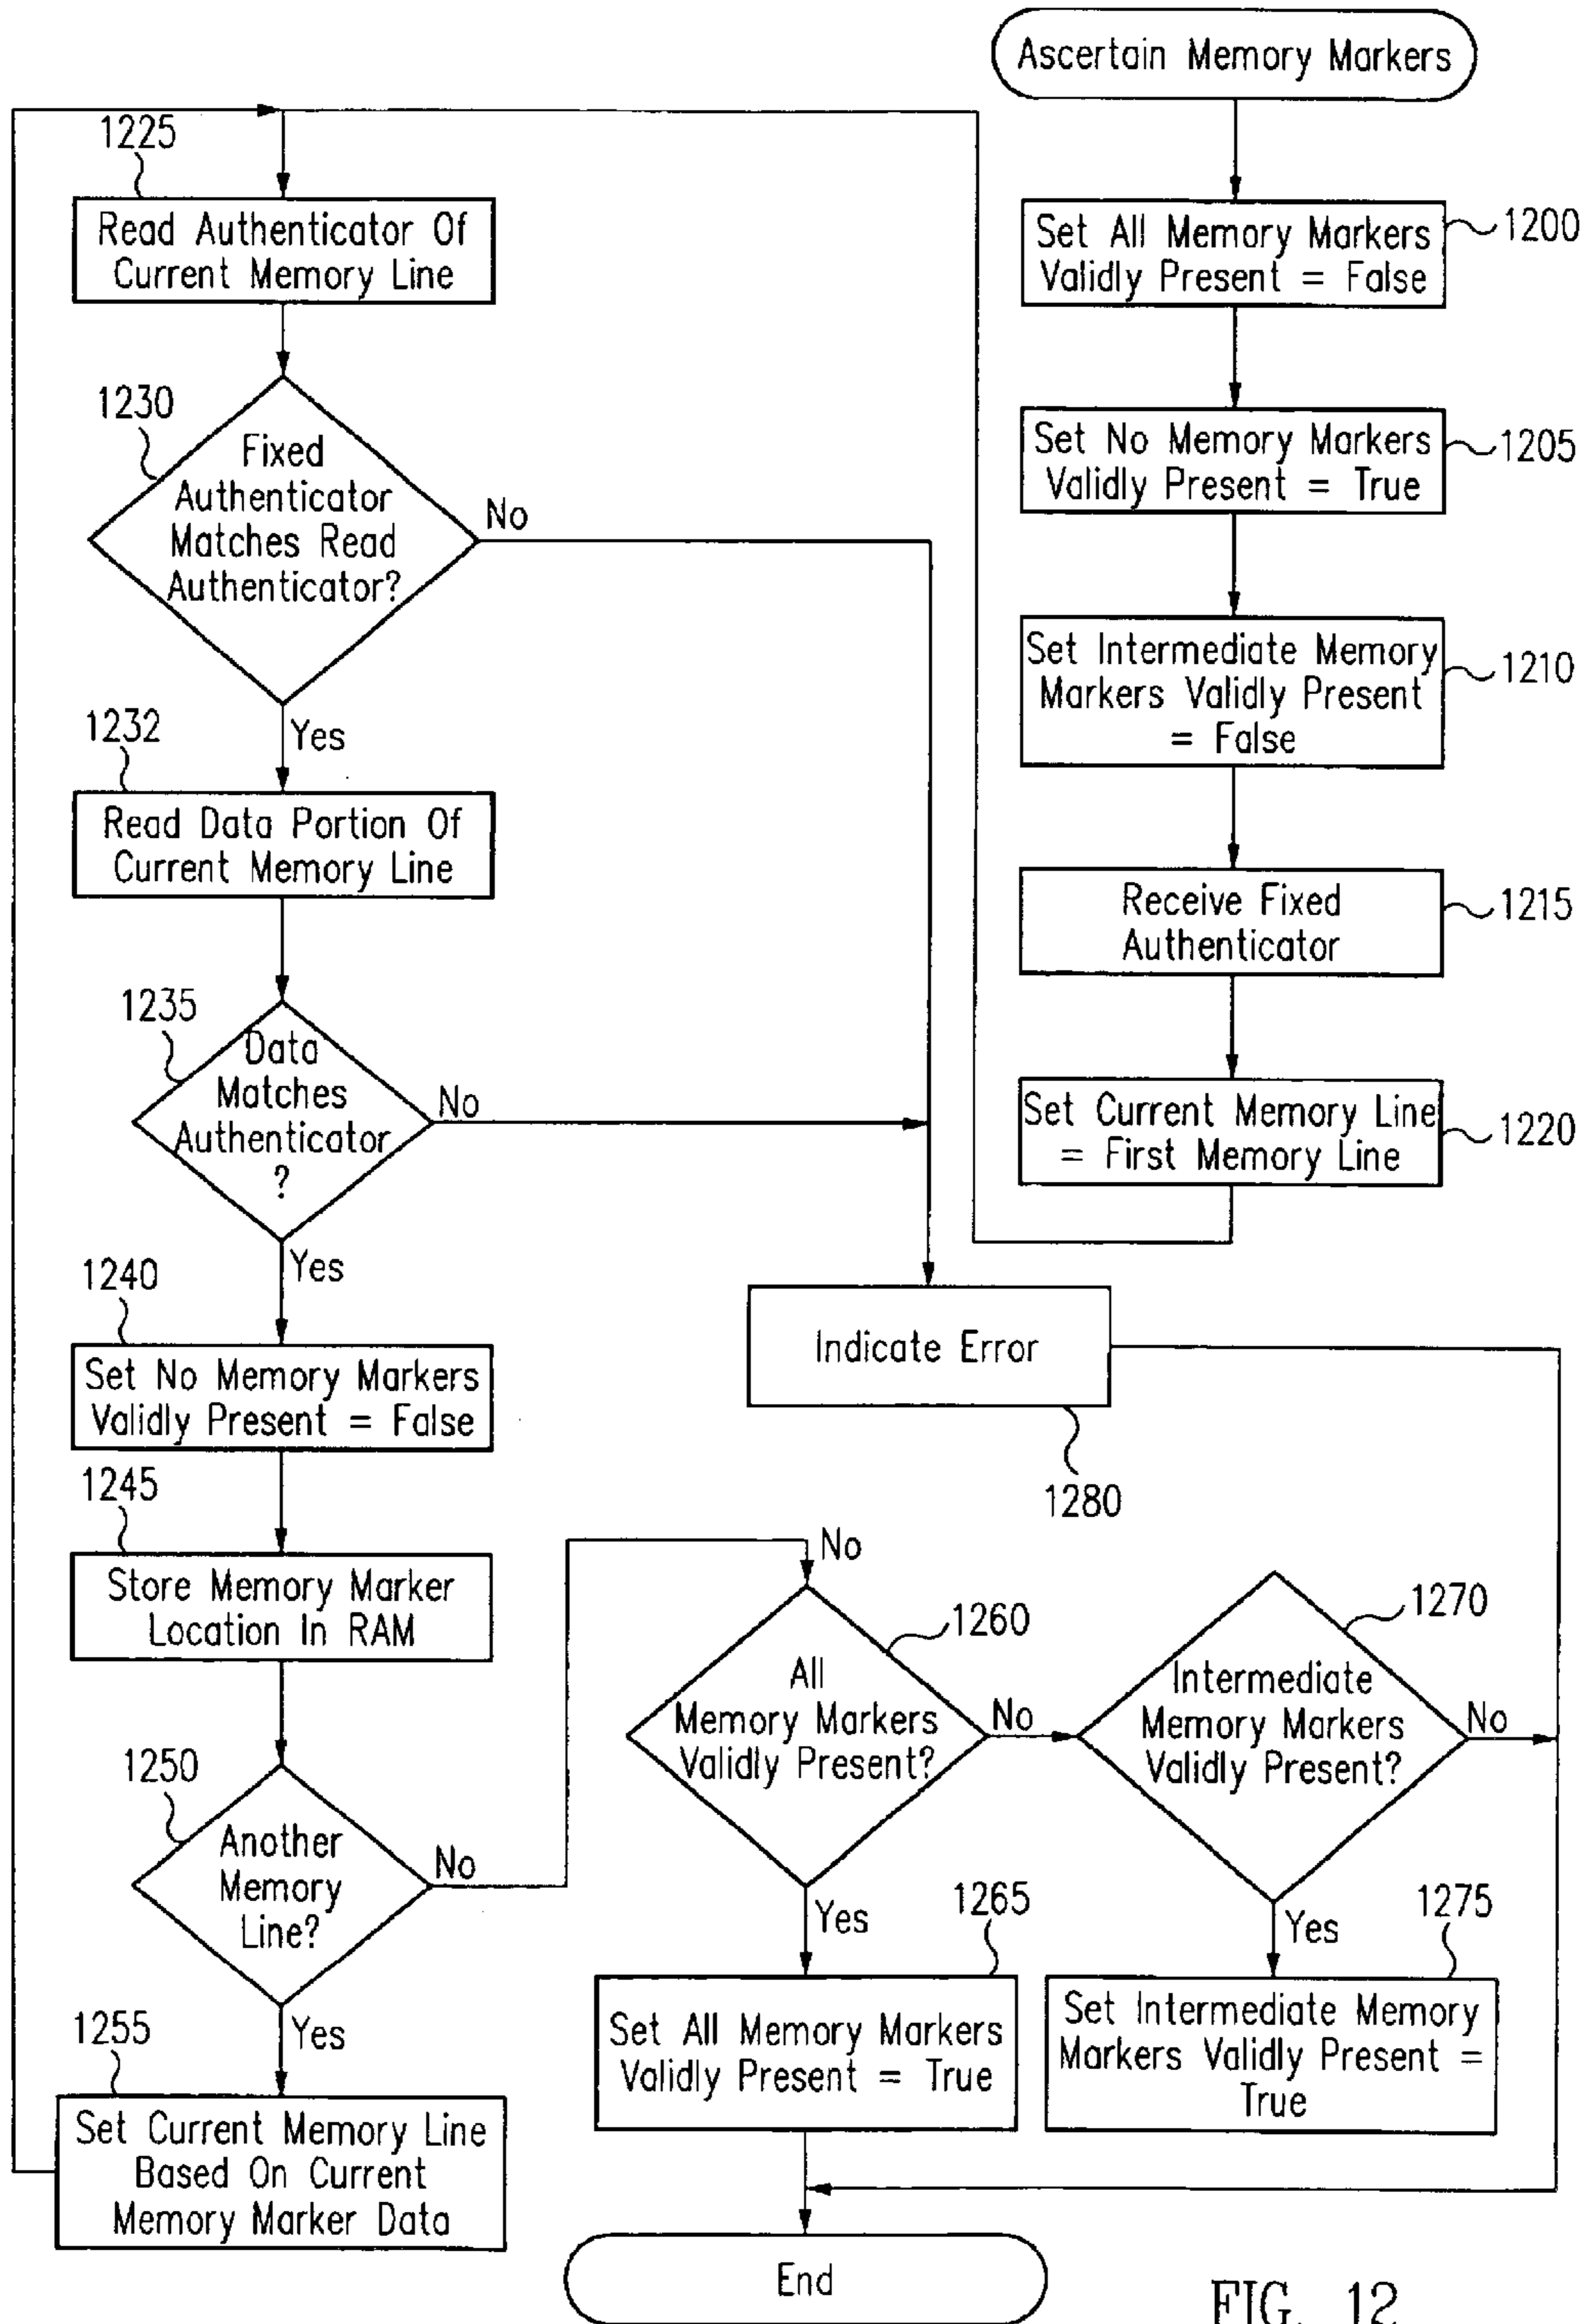 Ascertain Memory Markers
Set All Memory Markers
Validly Present = False
1200
Set No Memory Markers
Validly Present = True
1205
Set Intermediate Memory
Markers Validly Present
= False
1210
Receive Fixed
Authenticator
1215
Set Current Memory Line
= First Memory Line
1220
1225
Read Authenticator Of
Current Memory Line
1230
Fixed
Authenticator
Matches Read
Authenticator?
No
Yes
1232
Read Data Portion Of
Current Memory Line
1235
Data
Matches
Authenticator
?
No
Yes
1240
Set No Memory Markers
Validly Present = False
1245
Store Memory Marker
Location In RAM
1250
Another
Memory
Line?
No
Yes
1255
Set Current Memory Line
Based On Current
Memory Marker Data
Indicate Error
1280
No
1260
All
Memory Markers
Validly Present?
No
Yes
1265
Set All Memory Markers
Validly Present = True
1270
Intermediate
Memory Markers
Validly Present?
No
Yes
1275
Set Intermediate Memory
Markers Validly Present =
True
End
FIG. 12